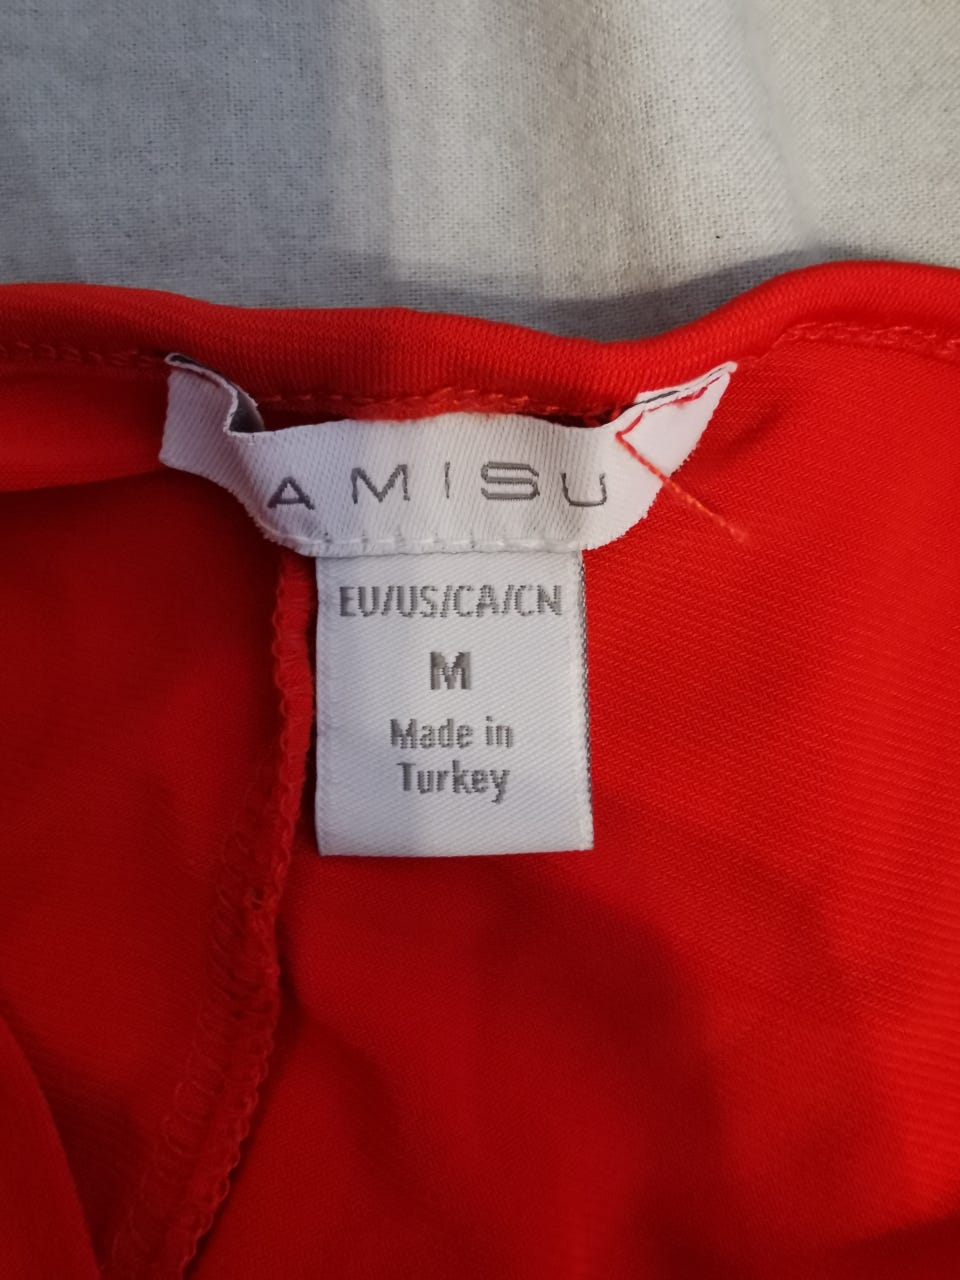 AMISU
EU/US/CA/CN
M
Made in
Turkey